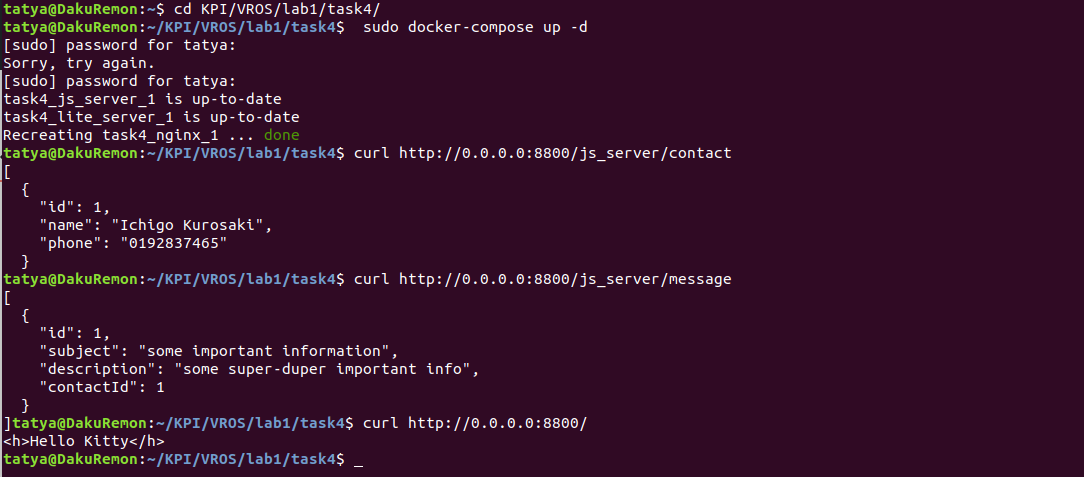 tatya@DakuRemon:~$ cd KPI/VROS/lab1/task4/
tatya@DakuRemon:~/KPI/VROS/lab1/task4$  sudo docker-compose up -d
[sudo] password for tatya:
Sorry, try again.
[sudo] password for tatya:
task4_js_server_1 is up-to-date
task4_lite_server_1 is up-to-date
Recreating task4_nginx_1 ... done
tatya@DakuRemon:~/KPI/VROS/lab1/task4$ curl http://0.0.0.0:8800/js_server/contact
[
  {
    "id": 1,
    "name": "Ichigo Kurosaki",
    "phone": "0192837465"
  }
tatya@DakuRemon:~/KPI/VROS/lab1/task4$ curl http://0.0.0.0:8800/js_server/message
[
  {
    "id": 1,
    "subject": "some important information",
    "description": "some super-duper important info",
    "contactId": 1
  }
]tatya@DakuRemon:~/KPI/VROS/lab1/task4$ curl http://0.0.0.0:8800/
<h>Hello Kitty</h>
tatya@DakuRemon:~/KPI/VROS/lab1/task4$ _